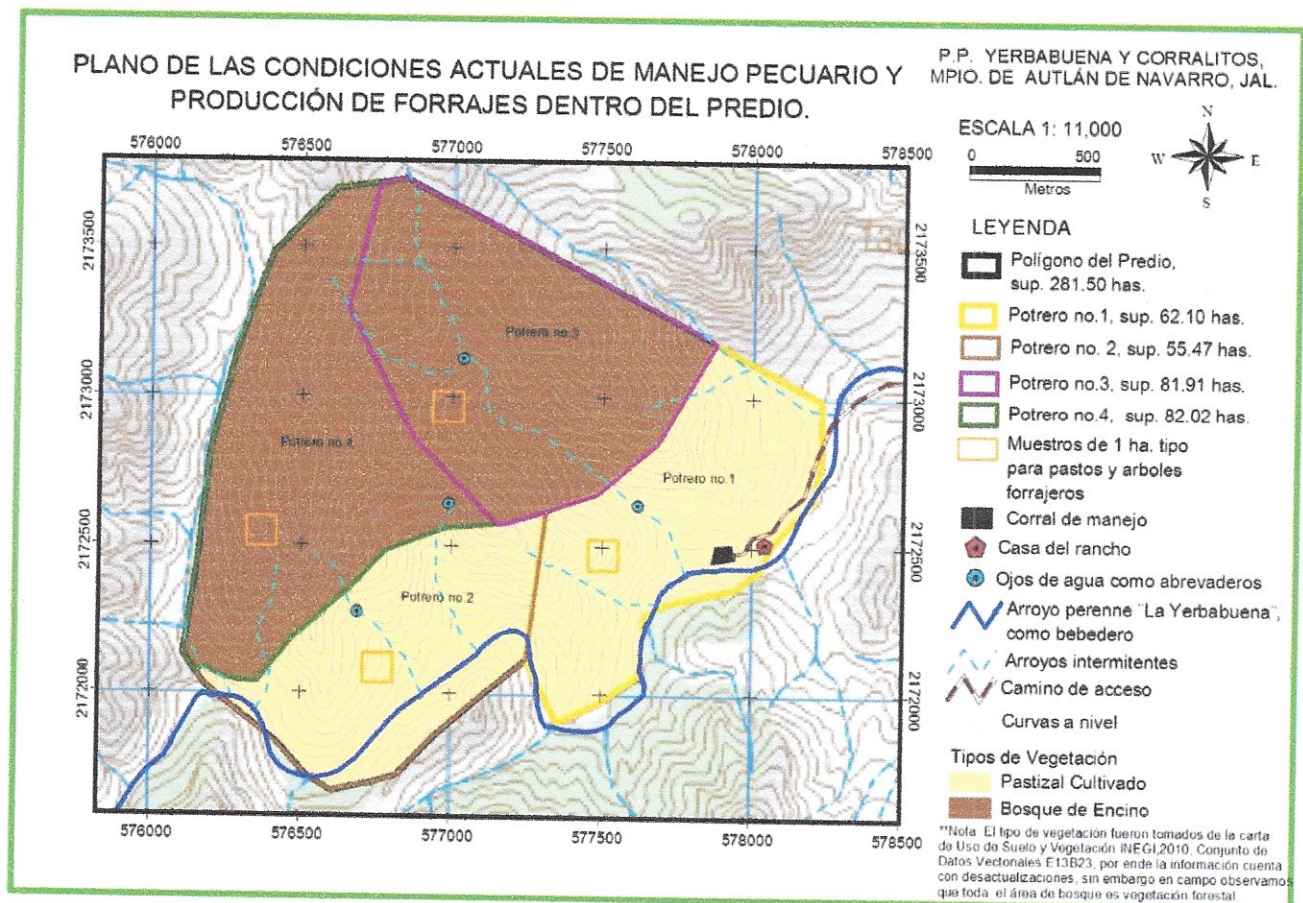 PLANO DE LAS CONDICIONES ACTUALES DE MANEJO PECUARIO Y
PRODUCCIÓN DE FORRAJES DENTRO DEL PREDIO.
P.P. YERBABUENA Y CORRALITOS,
MPIO. DE AUTLÁN DE NAVARRO, JAL.
ESCALA 1: 11,000
0 500
Metros
N
W E
S
576000 576500 577000 577500 578000 578500
2173500 2173500
2173000 2173000
2172500 2172500
2172000 2172000
576000 576500 577000 577500 578000 578500
Potrero no.3
Potrero no.4
Potrero no.1
Potrero no.2
LEYENDA
Polígono del Predio,
sup. 281.50 has.
Potrero no.1, sup. 62.10 has.
Potrero no. 2, sup. 55.47 has.
Potrero no.3, sup. 81.91 has.
Potrero no.4, sup. 82.02 has.
Muestros de 1 ha. tipo
para pastos y arboles
forrajeros
Corral de manejo
Casa del rancho
Ojos de agua como abrevaderos
Arroyo perenne "La Yerbabuena",
como bebedero
Arroyos intermitentes
Camino de acceso
Curvas a nivel
Tipos de Vegetación
Pastizal Cultivado
Bosque de Encino
**Nota El tipo de vegetación fueron tomados de la carta
de Uso de Suelo y Vegetación INEGI,2010, Conjunto de
Datos Vectoriales E13B23, por ende la información cuenta
con desactualizaciones, sin embargo en campo observamos
que toda el área de bosque es vegetación forestal